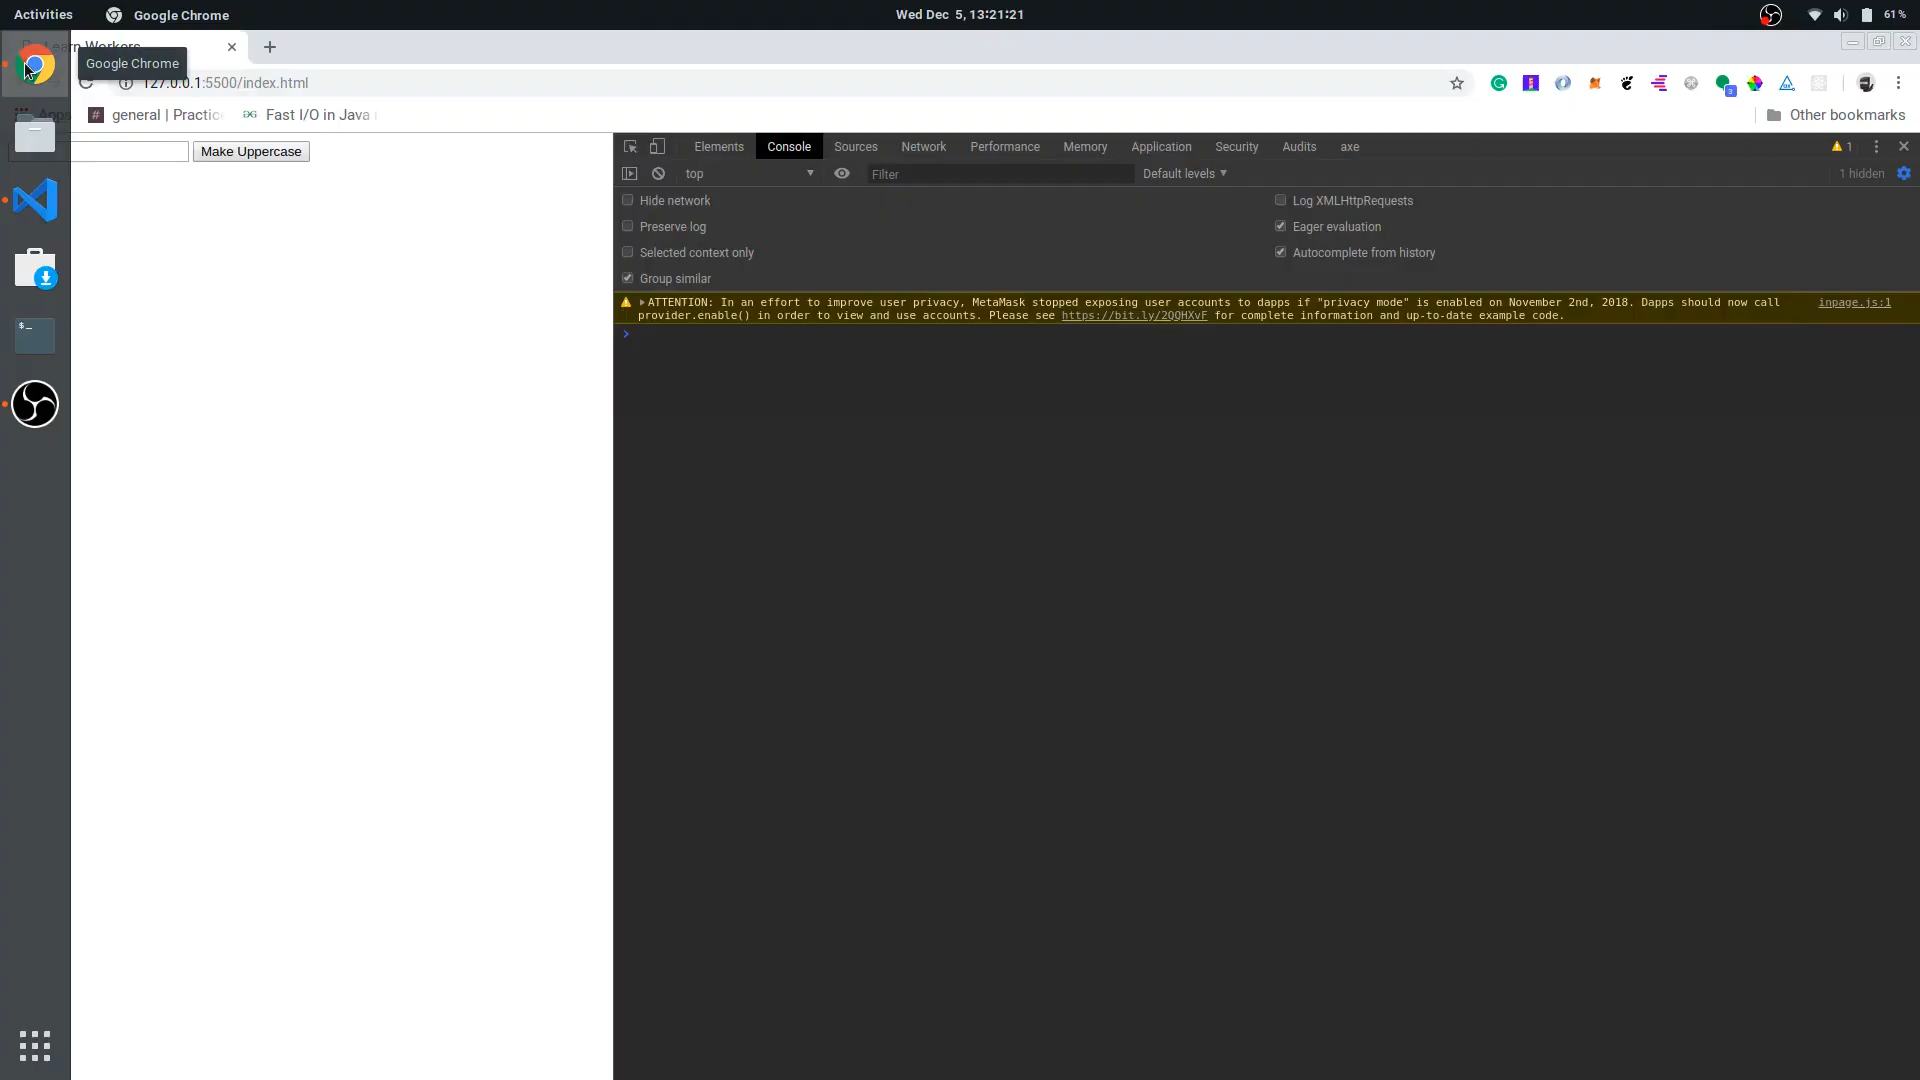 Activities
Google Chrome
Wed Dec 5, 13:21:21
61%
Learn Workers
Google Chrome
127.0.0.1:5500/index.html
3
Apps
# general | Practic
Fast I/O in Java
Other bookmarks
Make Uppercase
Elements
Console
Sources
Network
Performance
Memory
Application
Security
Audits
axe
1
top
Filter
Default levels
1 hidden
Hide network
Log XMLHttpRequests
Preserve log
Eager evaluation
Selected context only
Autocomplete from history
Group similar
ATTENTION: In an effort to improve user privacy, MetaMask stopped exposing user accounts to dapps if "privacy mode" is enabled on November 2nd, 2018. Dapps should now call
inpage.js:1
provider.enable() in order to view and use accounts. Please see https://bit.ly/2QQHXvF for complete information and up-to-date example code.
>
$_